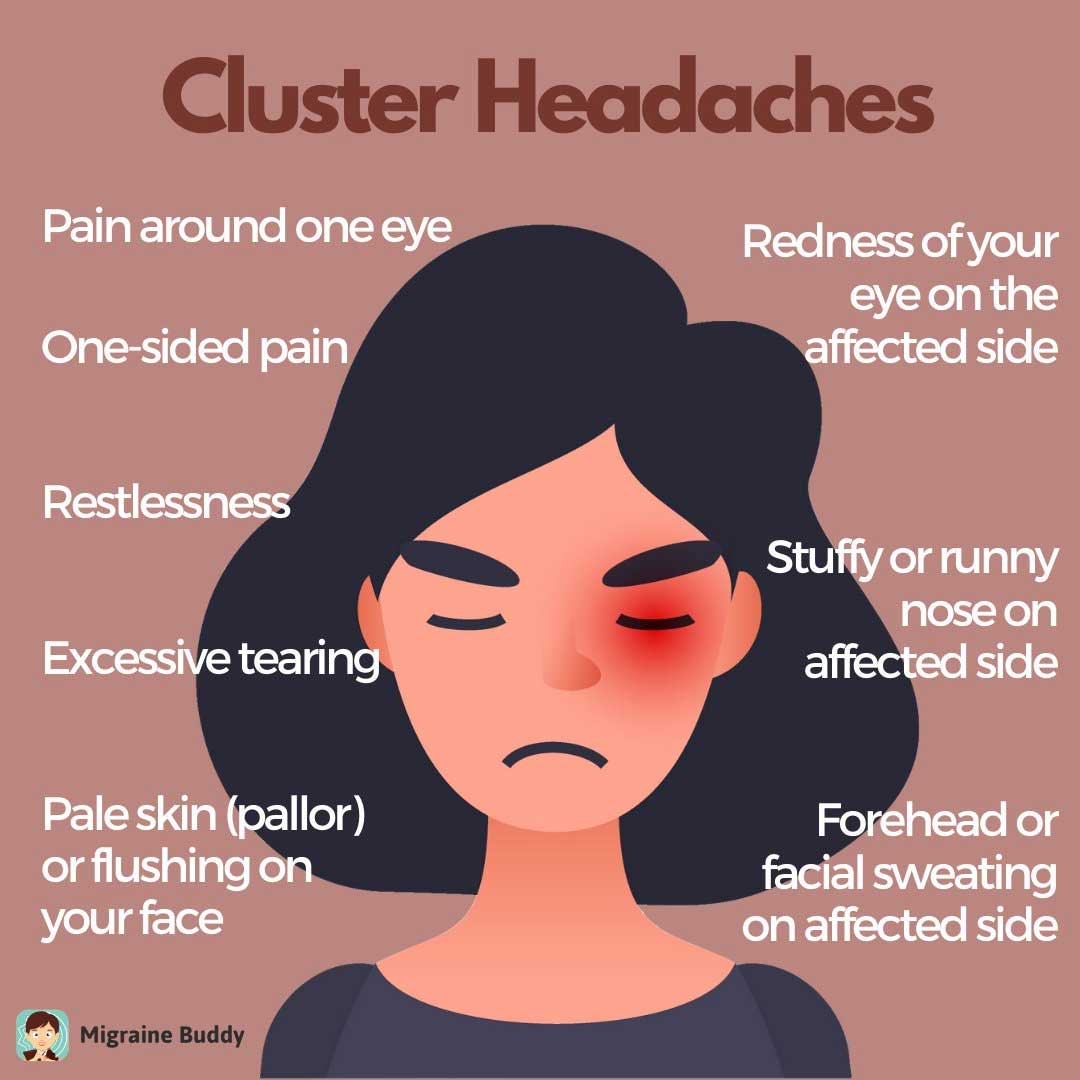 Cluster Headaches
Pain around one eye
One-sided pain
Restlessness
Excessive tearing
Pale skin (pallor)
or flushing on
your face
Redness of your
eye on the
affected side
Stuffy or runny
nose on
affected side
Forehead or
facial sweating
on affected side
Migraine Buddy